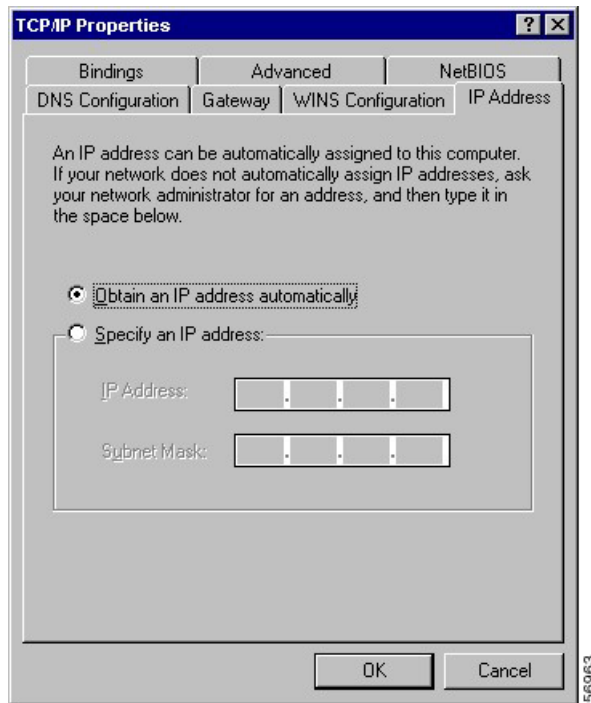 TCP/IP Properties
? X
Bindings Advanced NetBIOS
DNS Configuration Gateway WINS Configuration IP Address
An IP address can be automatically assigned to this computer.
If your network does not automatically assign IP addresses, ask
your network administrator for an address, and then type it in
the space below.
Obtain an IP address automatically
Specify an IP address:
IP Address:
. . .
Subnet Mask:
. . .
OK Cancel
56963